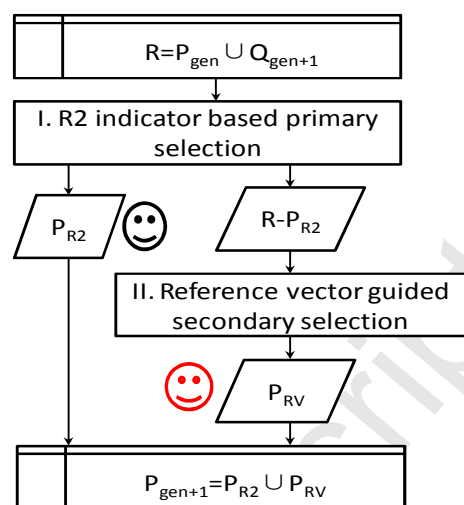 R=P_gen ∪ Q_gen+1
I. R2 indicator based primary
selection
P_R2
R-P_R2
II. Reference vector guided
secondary selection
P_RV
P_gen+1=P_R2 ∪ P_RV